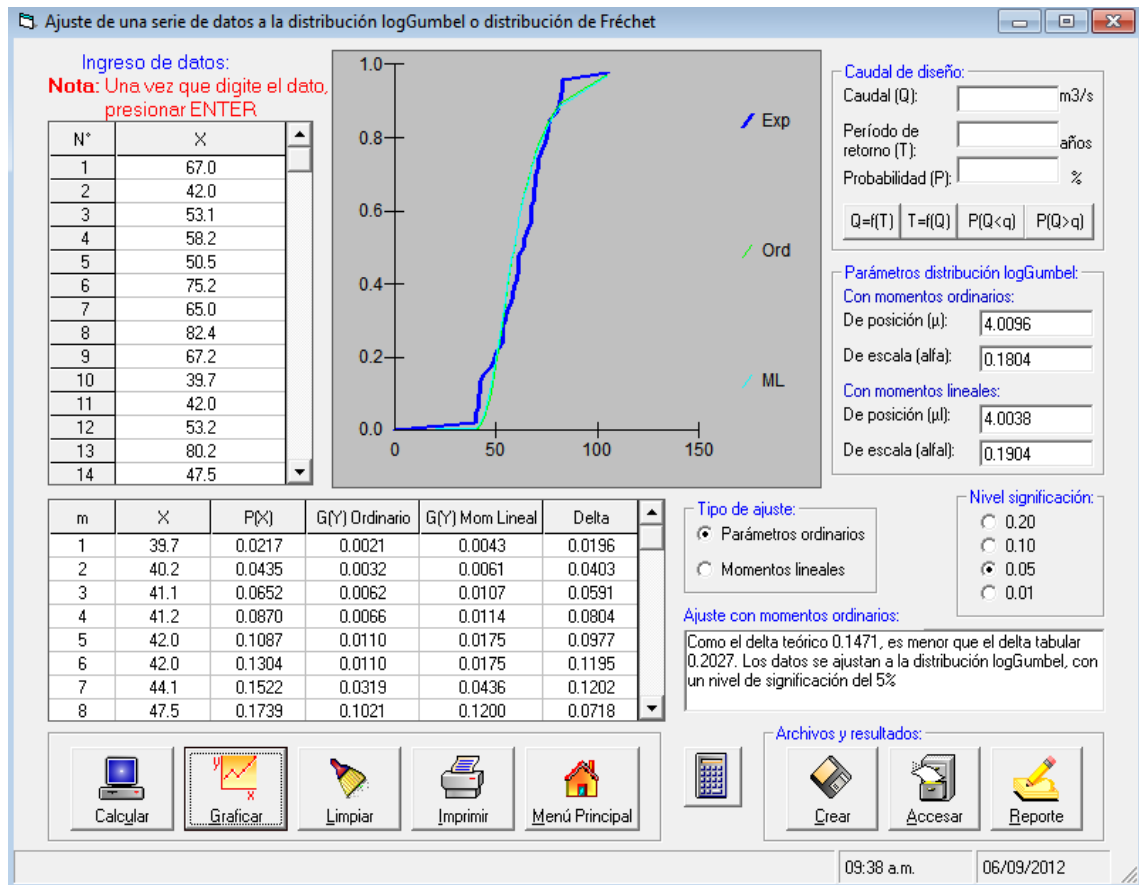 Ajuste de una serie de datos a la distribución logGumbel o distribución de Fréchet
Ingreso de datos:
Nota: Una vez que digite el dato,
presionar ENTER
N° X
1 67.0
2 42.0
3 53.1
4 58.2
5 50.5
6 75.2
7 65.0
8 82.4
9 67.2
10 39.7
11 42.0
12 53.2
13 80.2
14 47.5
1.0
0.8
0.6
0.4
0.2
0.0
0 50 100 150
Exp
Ord
ML
Caudal de diseño:
Caudal (Q): m3/s
Período de
retorno (T): años
Probabilidad (P): %
Q=f(T) T=f(Q) P(Q<q) P(Q>q)
Parámetros distribución logGumbel:
Con momentos ordinarios:
De posición (µ): 4.0096
De escala (alfa): 0.1804
Con momentos lineales:
De posición (µl): 4.0038
De escala (alfal): 0.1904
m X P(X) G(Y) Ordinario G(Y) Mom Lineal Delta
1 39.7 0.0217 0.0021 0.0043 0.0196
2 40.2 0.0435 0.0032 0.0061 0.0403
3 41.1 0.0652 0.0062 0.0107 0.0591
4 41.2 0.0870 0.0066 0.0114 0.0804
5 42.0 0.1087 0.0110 0.0175 0.0977
6 42.0 0.1304 0.0110 0.0175 0.1195
7 44.1 0.1522 0.0319 0.0436 0.1202
8 47.5 0.1739 0.1021 0.1200 0.0718
Tipo de ajuste:
Parámetros ordinarios
Momentos lineales
Nivel significación:
0.20
0.10
0.05
0.01
Ajuste con momentos ordinarios:
Como el delta teórico 0.1471, es menor que el delta tabular
0.2027. Los datos se ajustan a la distribución logGumbel, con
un nivel de significación del 5%
y
x
Calcular Graficar Limpiar Imprimir Menú Principal
Archivos y resultados:
Crear Accesar Reporte
09:38 a.m. 06/09/2012